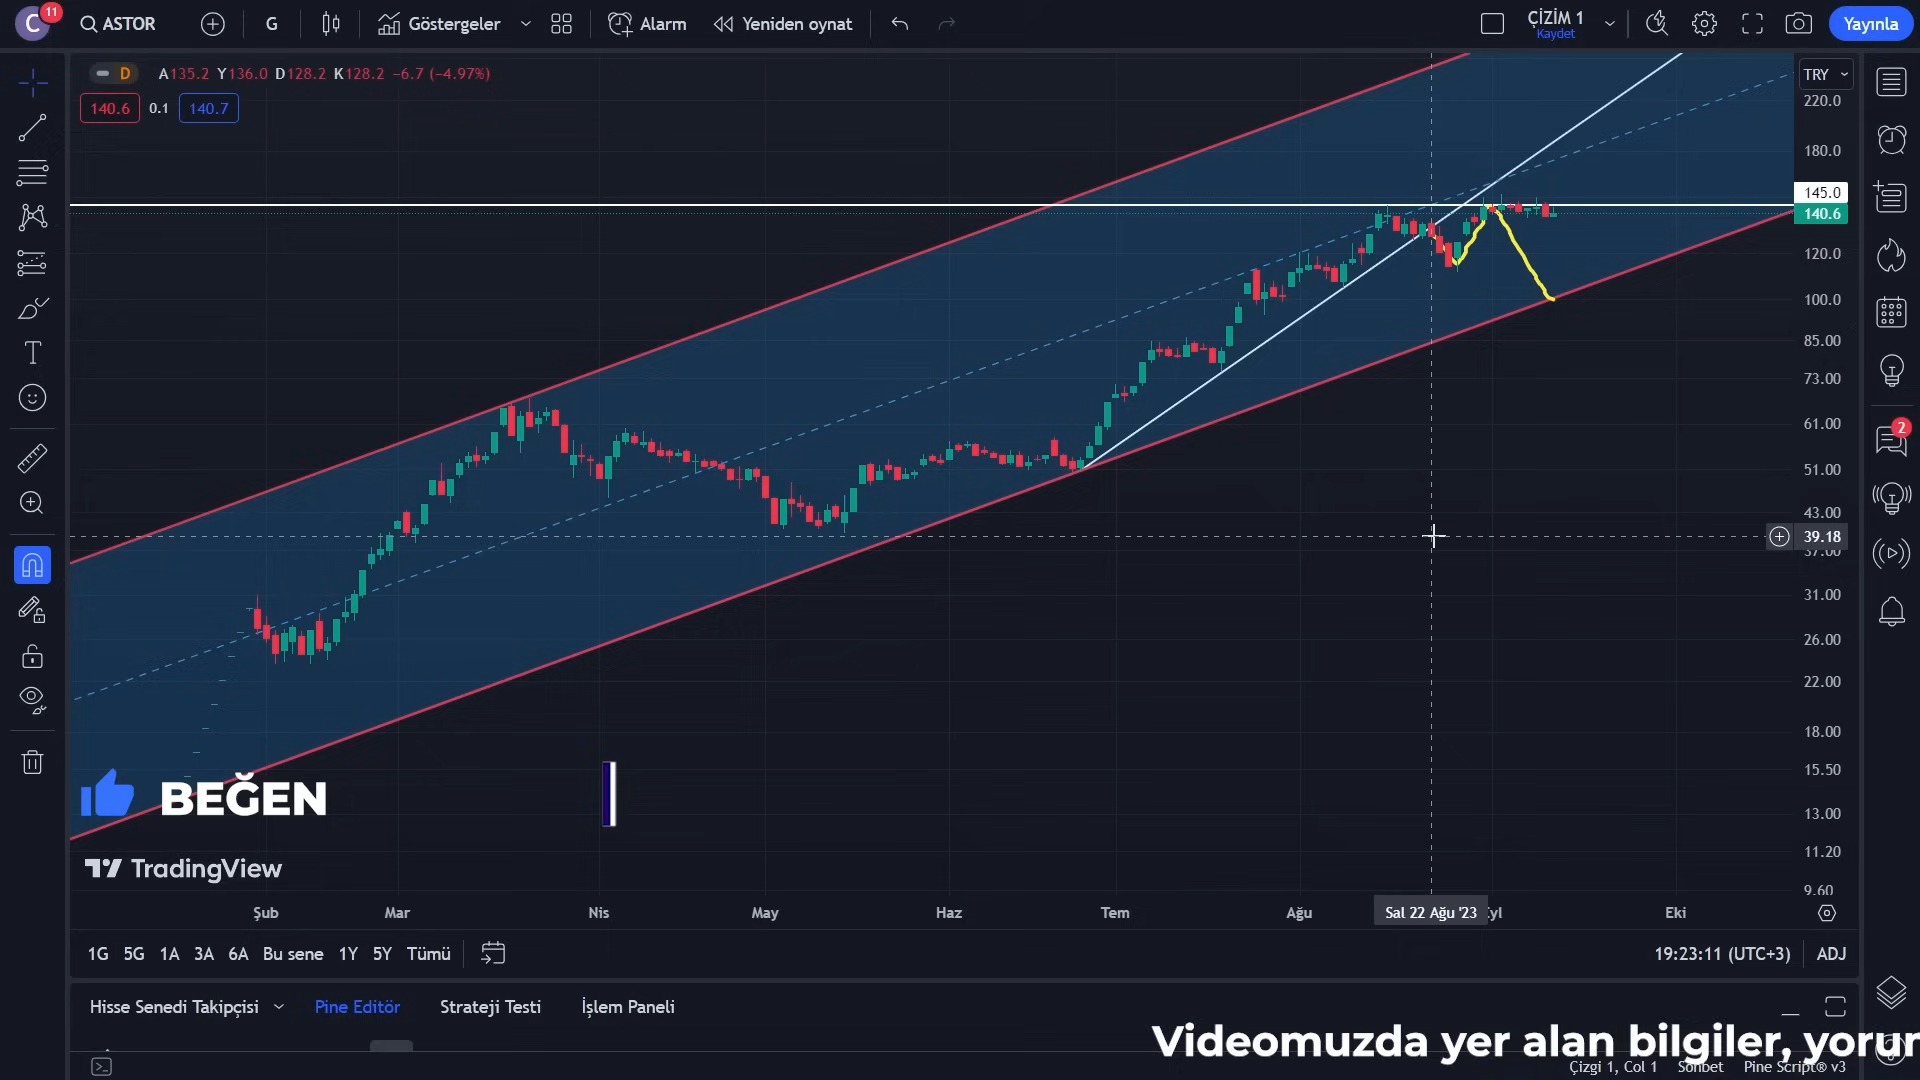 C 11 ASTOR G Göstergeler Alarm Yeniden oynat ÇİZİM 1 Kaydet Yayınla
D A135.2 Y136.0 D128.2 K128.2 −6.7 (−4.97%)
140.6 0.1 140.7
TRY
220.0
180.0
145.0
140.6
120.0
100.0
85.00
73.00
61.00
51.00
43.00
39.18
37.00
31.00
26.00
22.00
18.00
15.50
13.00
11.20
9.60
2
BEĞEN
TradingView
Şub Mar Nis May Haz Tem Ağu Sal 22 Ağu '23 Eki
1G 5G 1A 3A 6A Bu sene 1Y 5Y Tümü 19:23:11 (UTC+3) ADJ
Hisse Senedi Takipçisi Pine Editör Strateji Testi İşlem Paneli
Videomuzda yer alan bilgiler, yorum
Çizgi 1, Col 1 Sohbet Pine Script® v3